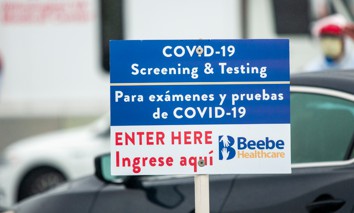 COVID-19
Screening & Testing
Para exámenes y pruebas
de COVID-19
ENTER HERE
Ingrese aquí
Beebe
Healthcare